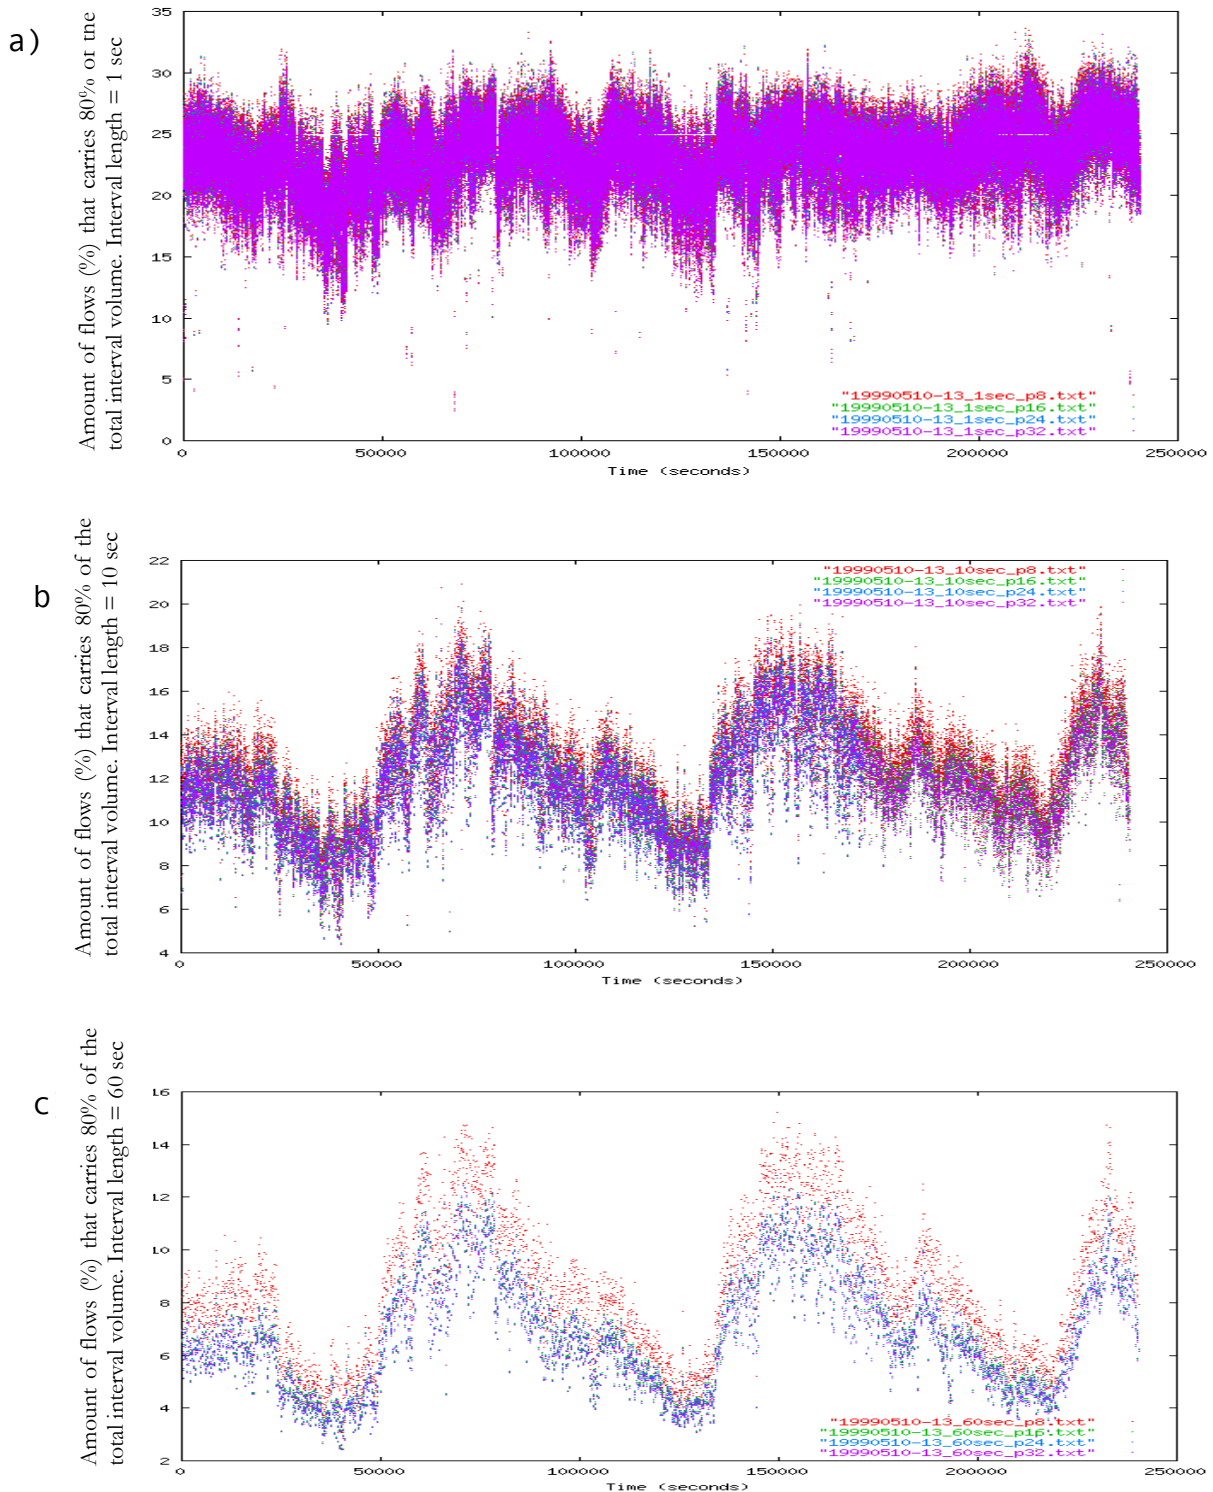 a)
Amount of flows (%) that carries 80% of the
total interval volume. Interval length = 1 sec
35
30
25
20
15
10
5
0
"19990510-13_1sec_p8.txt"
"19990510-13_1sec_p16.txt"
"19990510-13_1sec_p24.txt"
"19990510-13_1sec_p32.txt"
0 50000 100000 150000 200000 250000
Time (seconds)
b
Amount of flows (%) that carries 80% of the
total interval volume. Interval length = 10 sec
22
20
18
16
14
12
10
8
6
4
"19990510-13_10sec_p8.txt"
"19990510-13_10sec_p16.txt"
"19990510-13_10sec_p24.txt"
"19990510-13_10sec_p32.txt"
0 50000 100000 150000 200000 250000
Time (seconds)
c
Amount of flows (%) that carries 80% of the
total interval volume. Interval length = 60 sec
16
14
12
10
8
6
4
2
"19990510-13_60sec_p8.txt"
"19990510-13_60sec_p16.txt"
"19990510-13_60sec_p24.txt"
"19990510-13_60sec_p32.txt"
0 50000 100000 150000 200000 250000
Time (seconds)